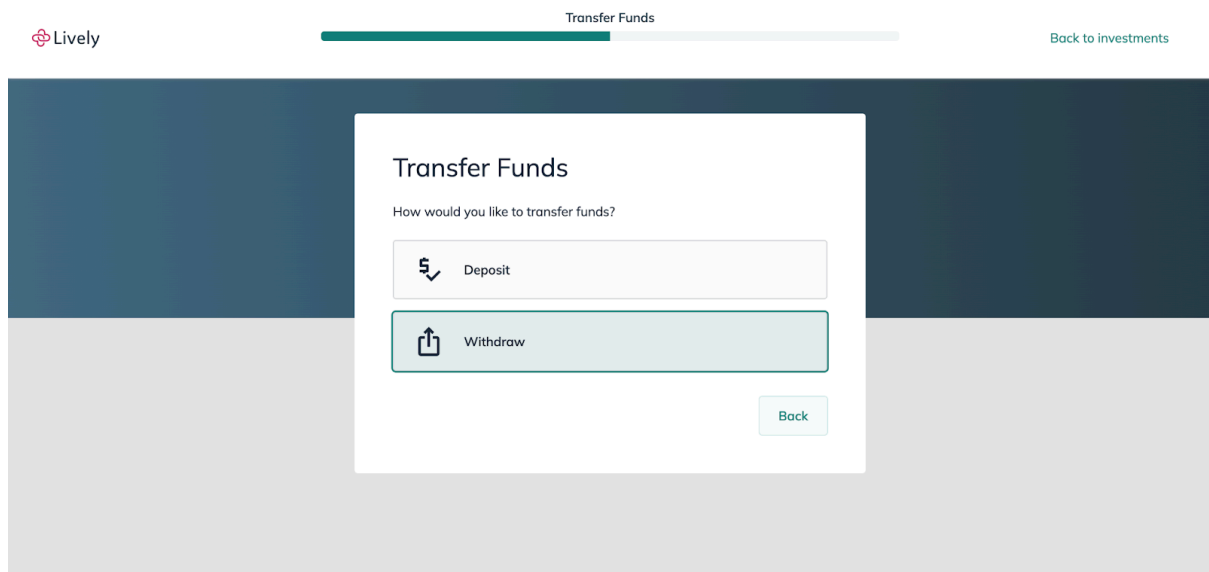 Transfer Funds
Lively
Back to investments
Transfer Funds
How would you like to transfer funds?
Deposit
Withdraw
Back